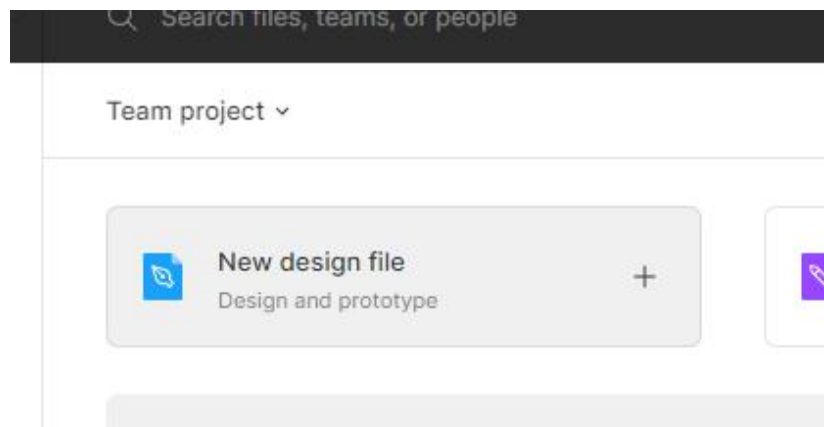 Search files, teams, or people
Team project
New design file
Design and prototype